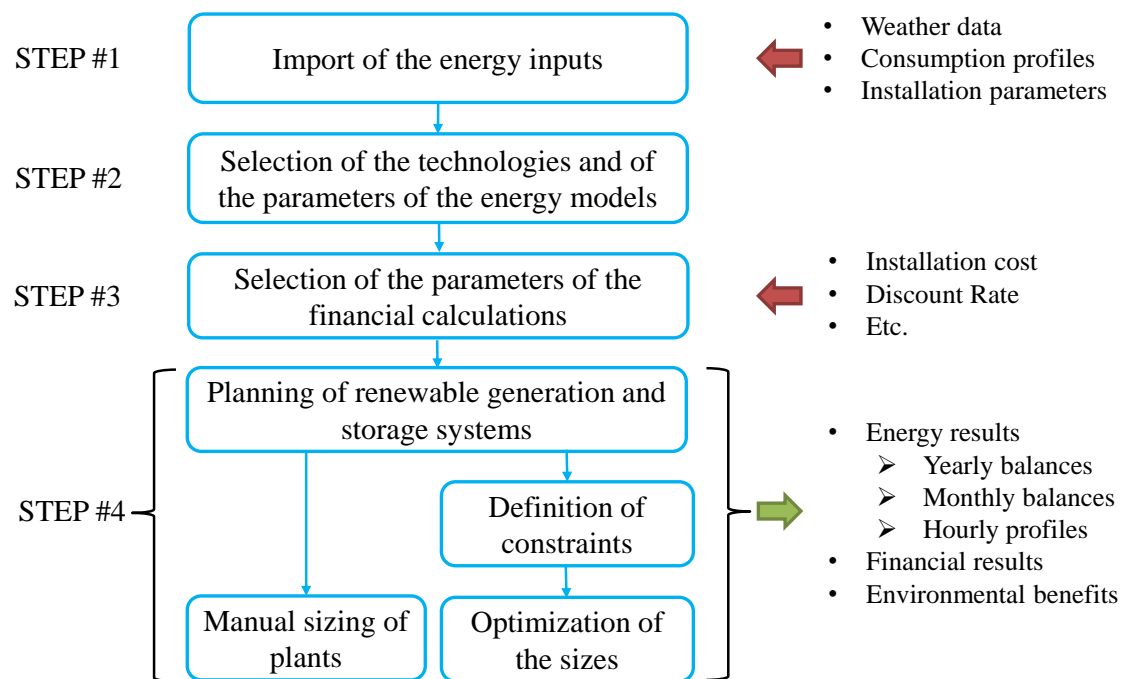 STEP #1
Import of the energy inputs
• Weather data
• Consumption profiles
• Installation parameters
STEP #2
Selection of the technologies and of
the parameters of the energy models
STEP #3
Selection of the parameters of the
financial calculations
• Installation cost
• Discount Rate
• Etc.
STEP #4
Planning of renewable generation and
storage systems
Definition of
constraints
Manual sizing of
plants
Optimization of
the sizes
• Energy results
➢ Yearly balances
➢ Monthly balances
➢ Hourly profiles
• Financial results
• Environmental benefits